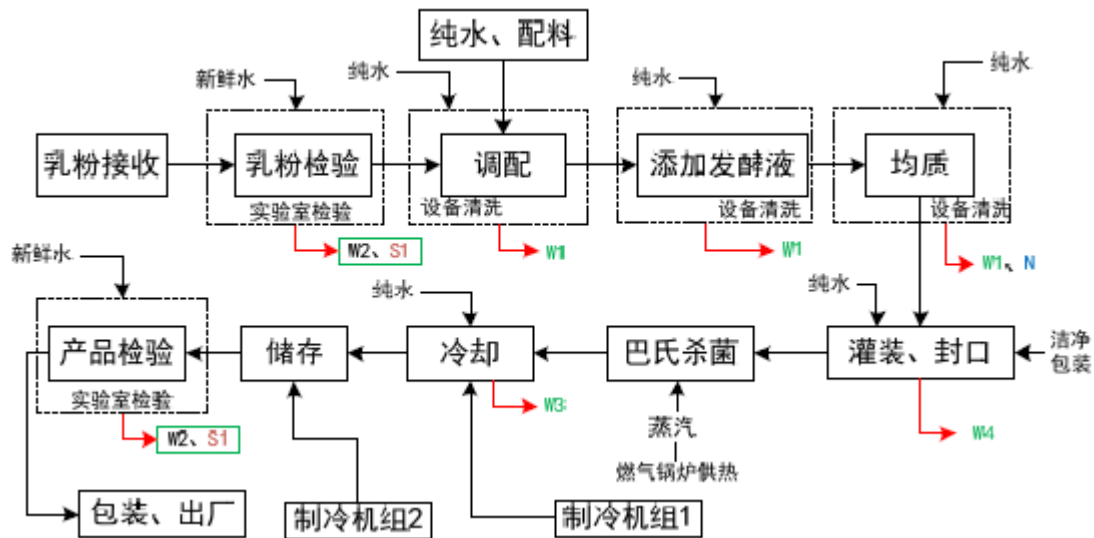 纯水、配料
新鲜水
纯水
纯水
纯水
乳粉接收
乳粉检验
调配
添加发酵液
均质
实验室检验
设备清洗
设备清洗
设备清洗
W2、S1
W1
W1
W1、N
新鲜水
纯水
纯水
产品检验
储存
冷却
巴氏杀菌
灌装、封口
洁净
包装
实验室检验
W3
W4
W2、S1
蒸汽
燃气锅炉供热
包装、出厂
制冷机组2
制冷机组1